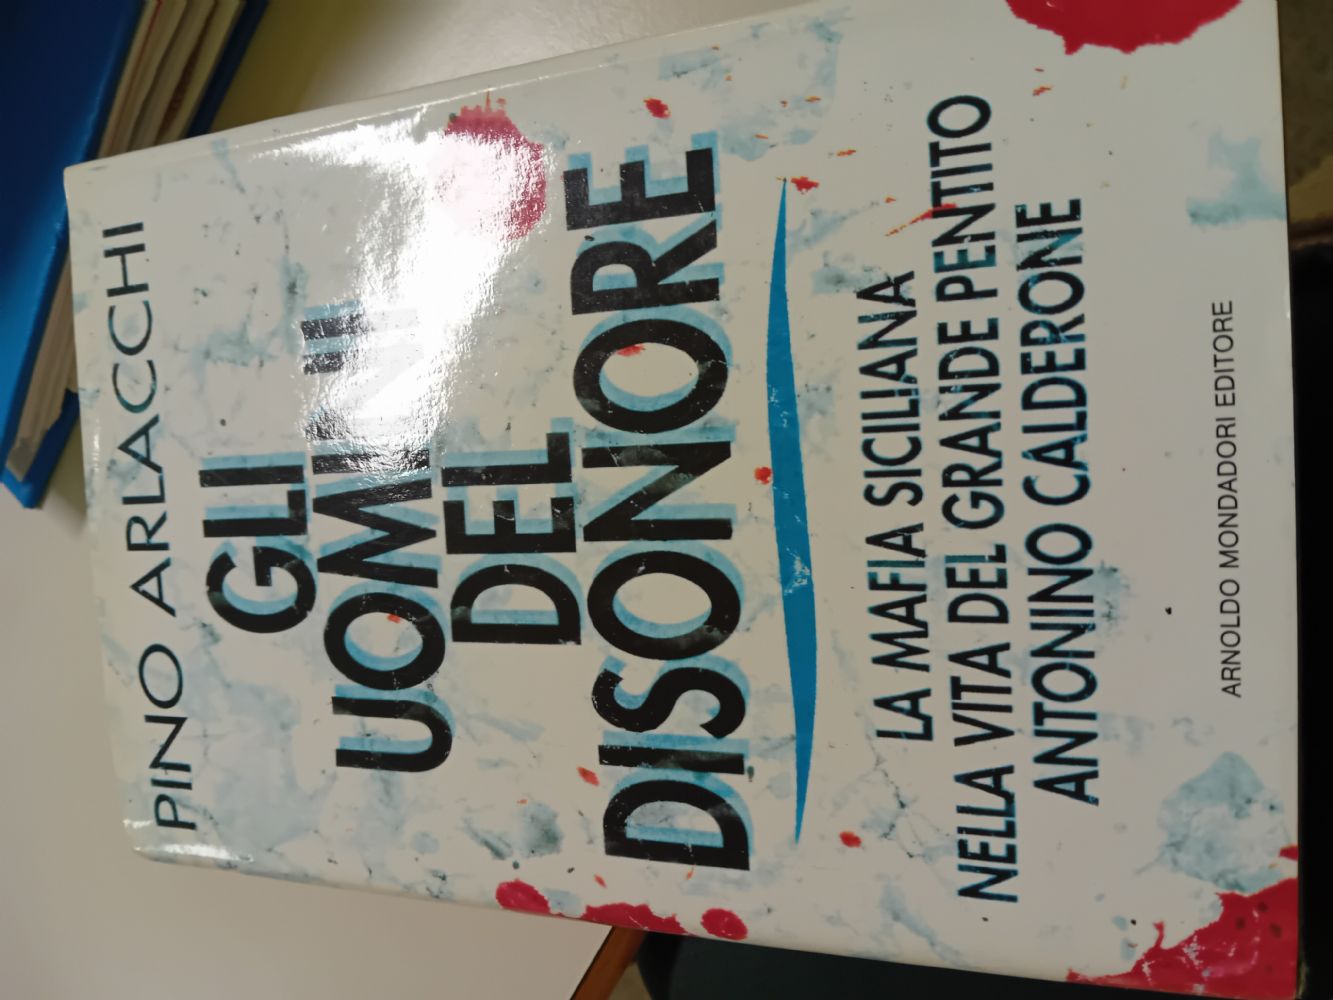 PINO ARLACCHI
GLI
UOMINI
DEL
DISONORE
LA MAFIA SICILIANA
NELLA VITA DEL GRANDE PENTITO
ANTONINO CALDERONE
ARNOLDO MONDADORI EDITORE